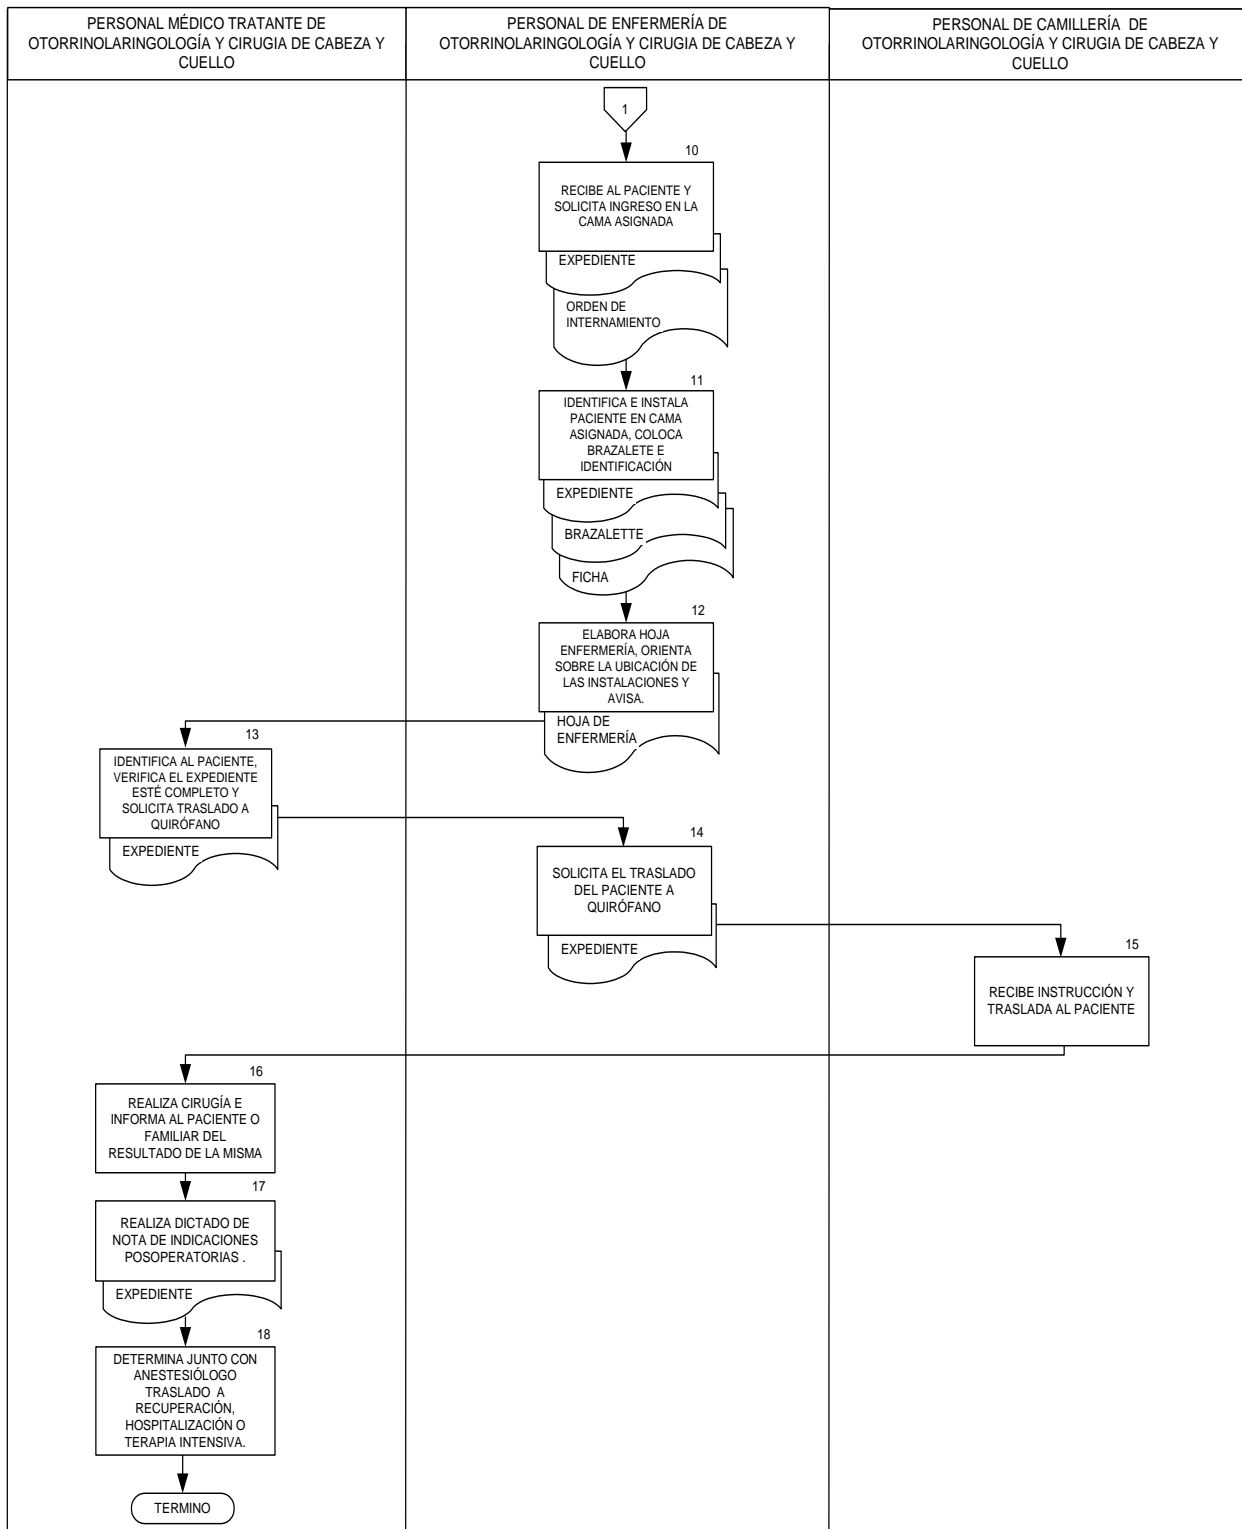 PERSONAL MÉDICO TRATANTE DE
OTORRINOLARINGOLOGÍA Y CIRUGIA DE CABEZA Y
CUELLO
PERSONAL DE ENFERMERÍA DE
OTORRINOLARINGOLOGÍA Y CIRUGIA DE CABEZA Y
CUELLO
PERSONAL DE CAMILLERÍA DE
OTORRINOLARINGOLOGÍA Y CIRUGIA DE CABEZA Y
CUELLO
1
10
RECIBE AL PACIENTE Y
SOLICITA INGRESO EN LA
CAMA ASIGNADA
EXPEDIENTE
ORDEN DE
INTERNAMIENTO
11
IDENTIFICA E INSTALA
PACIENTE EN CAMA
ASIGNADA, COLOCA
BRAZALETE E
IDENTIFICACIÓN
EXPEDIENTE
BRAZALETTE
FICHA
12
ELABORA HOJA
ENFERMERÍA, ORIENTA
SOBRE LA UBICACIÓN DE
LAS INSTALACIONES Y
AVISA.
HOJA DE
ENFERMERÍA
13
IDENTIFICA AL PACIENTE,
VERIFICA EL EXPEDIENTE
ESTÉ COMPLETO Y
SOLICITA TRASLADO A
QUIRÓFANO
EXPEDIENTE
14
SOLICITA EL TRASLADO
DEL PACIENTE A
QUIRÓFANO
EXPEDIENTE
15
RECIBE INSTRUCCIÓN Y
TRASLADA AL PACIENTE
16
REALIZA CIRUGÍA E
INFORMA AL PACIENTE O
FAMILIAR DEL
RESULTADO DE LA MISMA
17
REALIZA DICTADO DE
NOTA DE INDICACIONES
POSOPERATORIAS .
EXPEDIENTE
18
DETERMINA JUNTO CON
ANESTESIÓLOGO
TRASLADO A
RECUPERACIÓN,
HOSPITALIZACIÓN O
TERAPIA INTENSIVA.
TERMINO